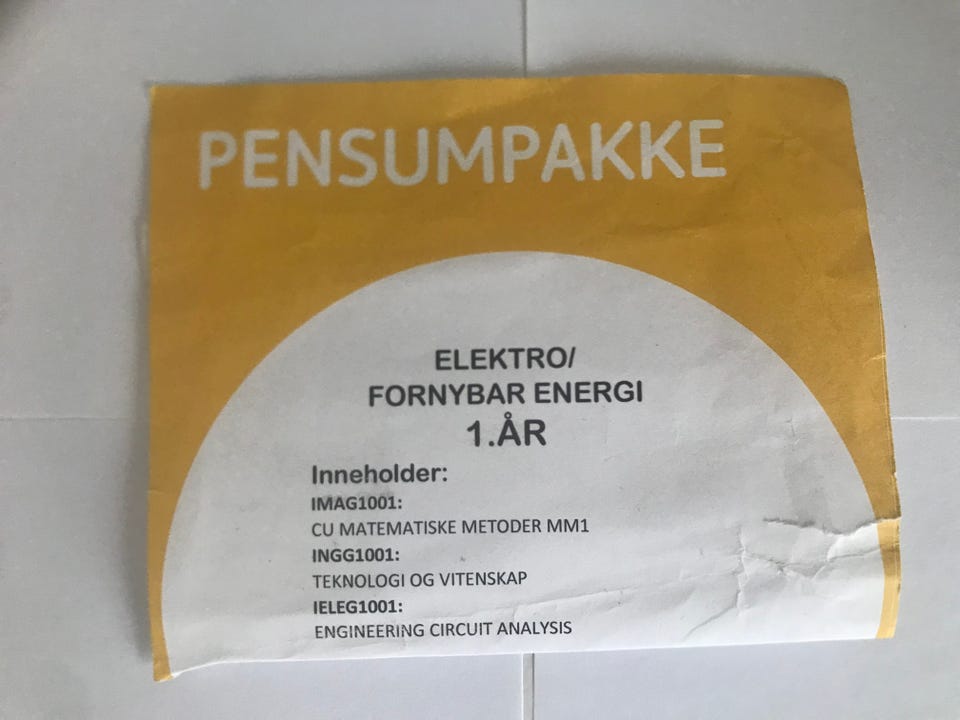 PENSUMPAKKE
ELEKTRO/
FORNYBAR ENERGI
1.ÅR
Inneholder:
IMAG1001:
CU MATEMATISKE METODER MM1
INGG1001:
TEKNOLOGI OG VITENSKAP
IELEG1001:
ENGINEERING CIRCUIT ANALYSIS